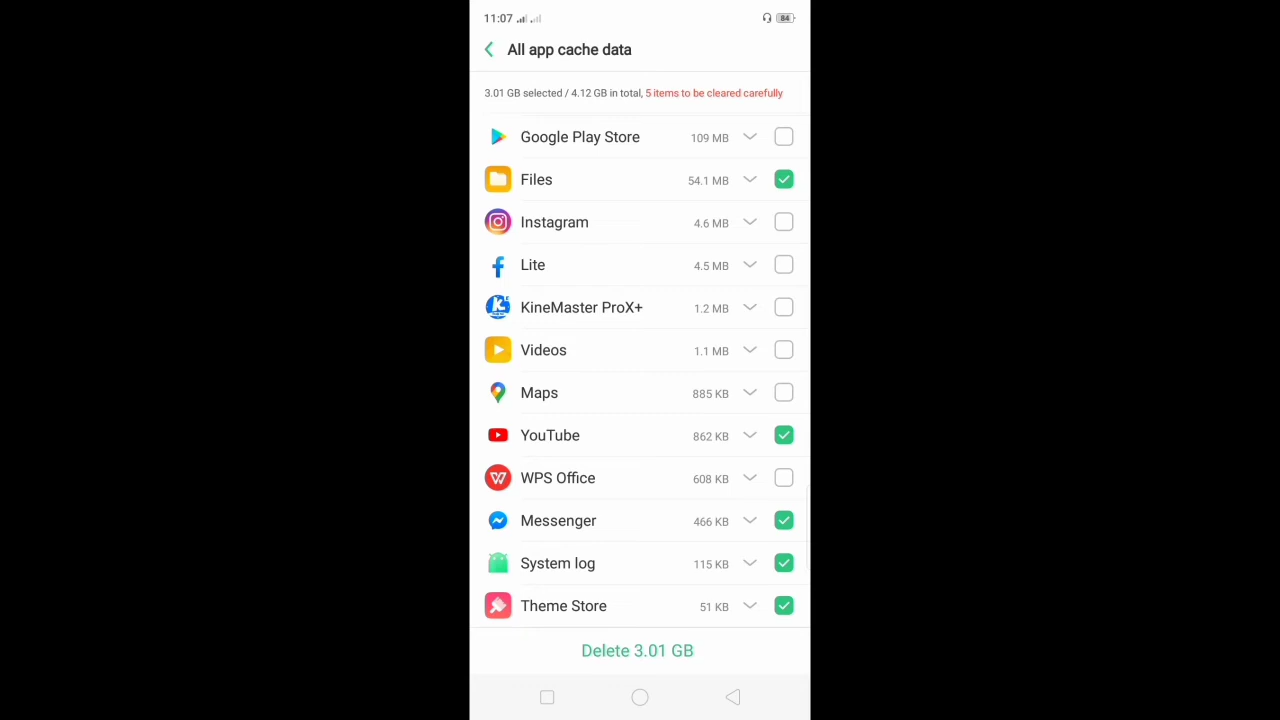 11:07 84
All app cache data
3.01 GB selected / 4.12 GB in total, 5 items to be cleared carefully
Google Play Store 109 MB
Files 54.1 MB
Instagram 4.6 MB
Lite 4.5 MB
KineMaster ProX+ 1.2 MB
Videos 1.1 MB
Maps 885 KB
YouTube 862 KB
WPS Office 608 KB
Messenger 466 KB
System log 115 KB
Theme Store 51 KB
Delete 3.01 GB